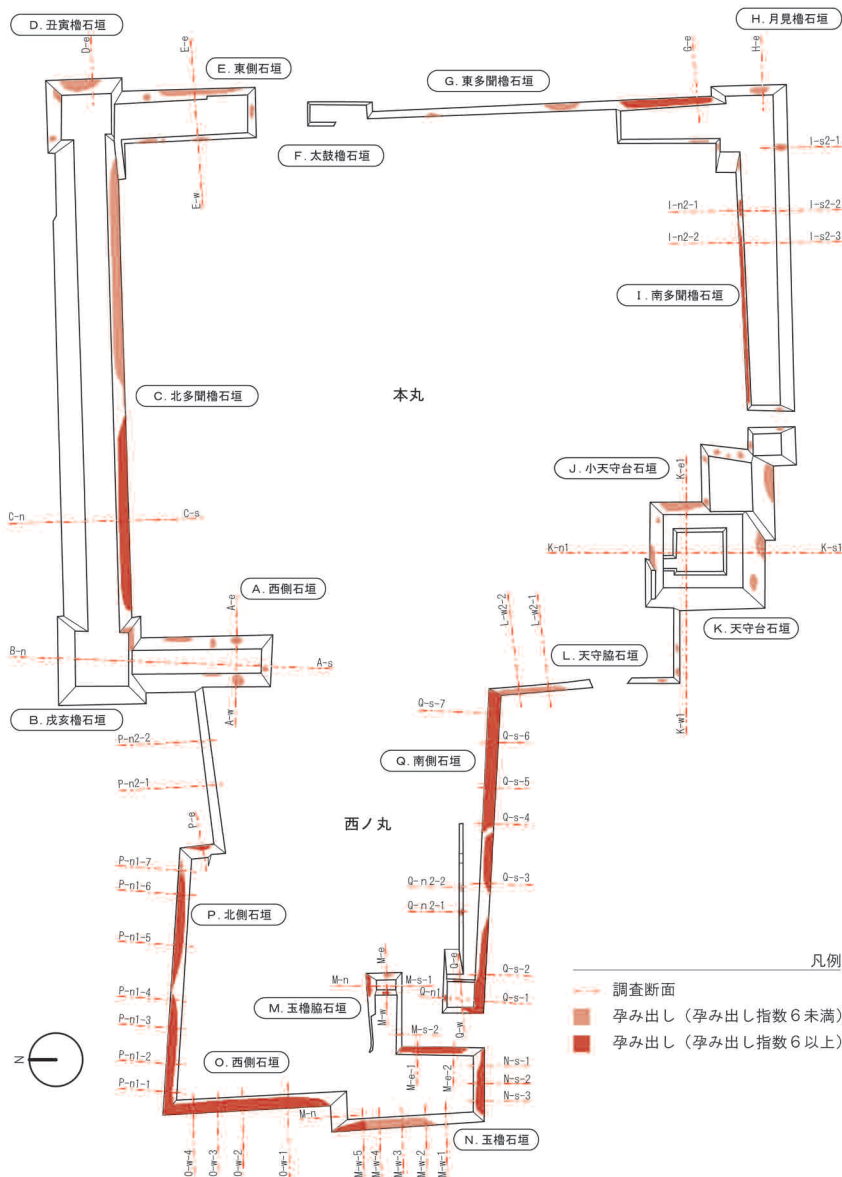 D. 丑寅櫓石垣
H. 月見櫓石垣
D-e
E-e
G-e
H-e
E. 東側石垣
G. 東多聞櫓石垣
F. 太鼓櫓石垣
I-s2-1
E-w
I-n2-1
I-s2-2
I-n2-2
I-s2-3
I. 南多聞櫓石垣
C. 北多聞櫓石垣
本丸
J. 小天守台石垣
K-e1
C-n
C-s
K-n1
K-s1
A. 西側石垣
A-e
L-w2-2
L-w2-1
K. 天守台石垣
B-n
A-s
L. 天守脇石垣
A-w
Q-s-7
K-w1
B. 戌亥櫓石垣
P-n2-2
Q-s-6
Q. 南側石垣
P-n2-1
Q-s-5
P-e
Q-s-4
西ノ丸
P-n1-7
P-n1-6
Q-n2-2
Q-s-3
Q-n2-1
P. 北側石垣
P-n1-5
M-e
Q-e
凡例
M-n
M-s-1
Q-s-2
調査断面
P-n1-4
M. 玉櫓脇石垣
M-w
Q-n1
Q-s-1
孕み出し（孕み出し指数６未満）
P-n1-3
M-s-2
Q-w
孕み出し（孕み出し指数６以上）
N
O. 西側石垣
P-n1-2
M-e-1
M-e-2
N-s-1
N-s-2
P-n1-1
N-s-3
M-n
N. 玉櫓石垣
O-w-4
O-w-3
O-w-2
O-w-1
M-w-5
M-w-4
M-w-3
M-w-2
M-w-1